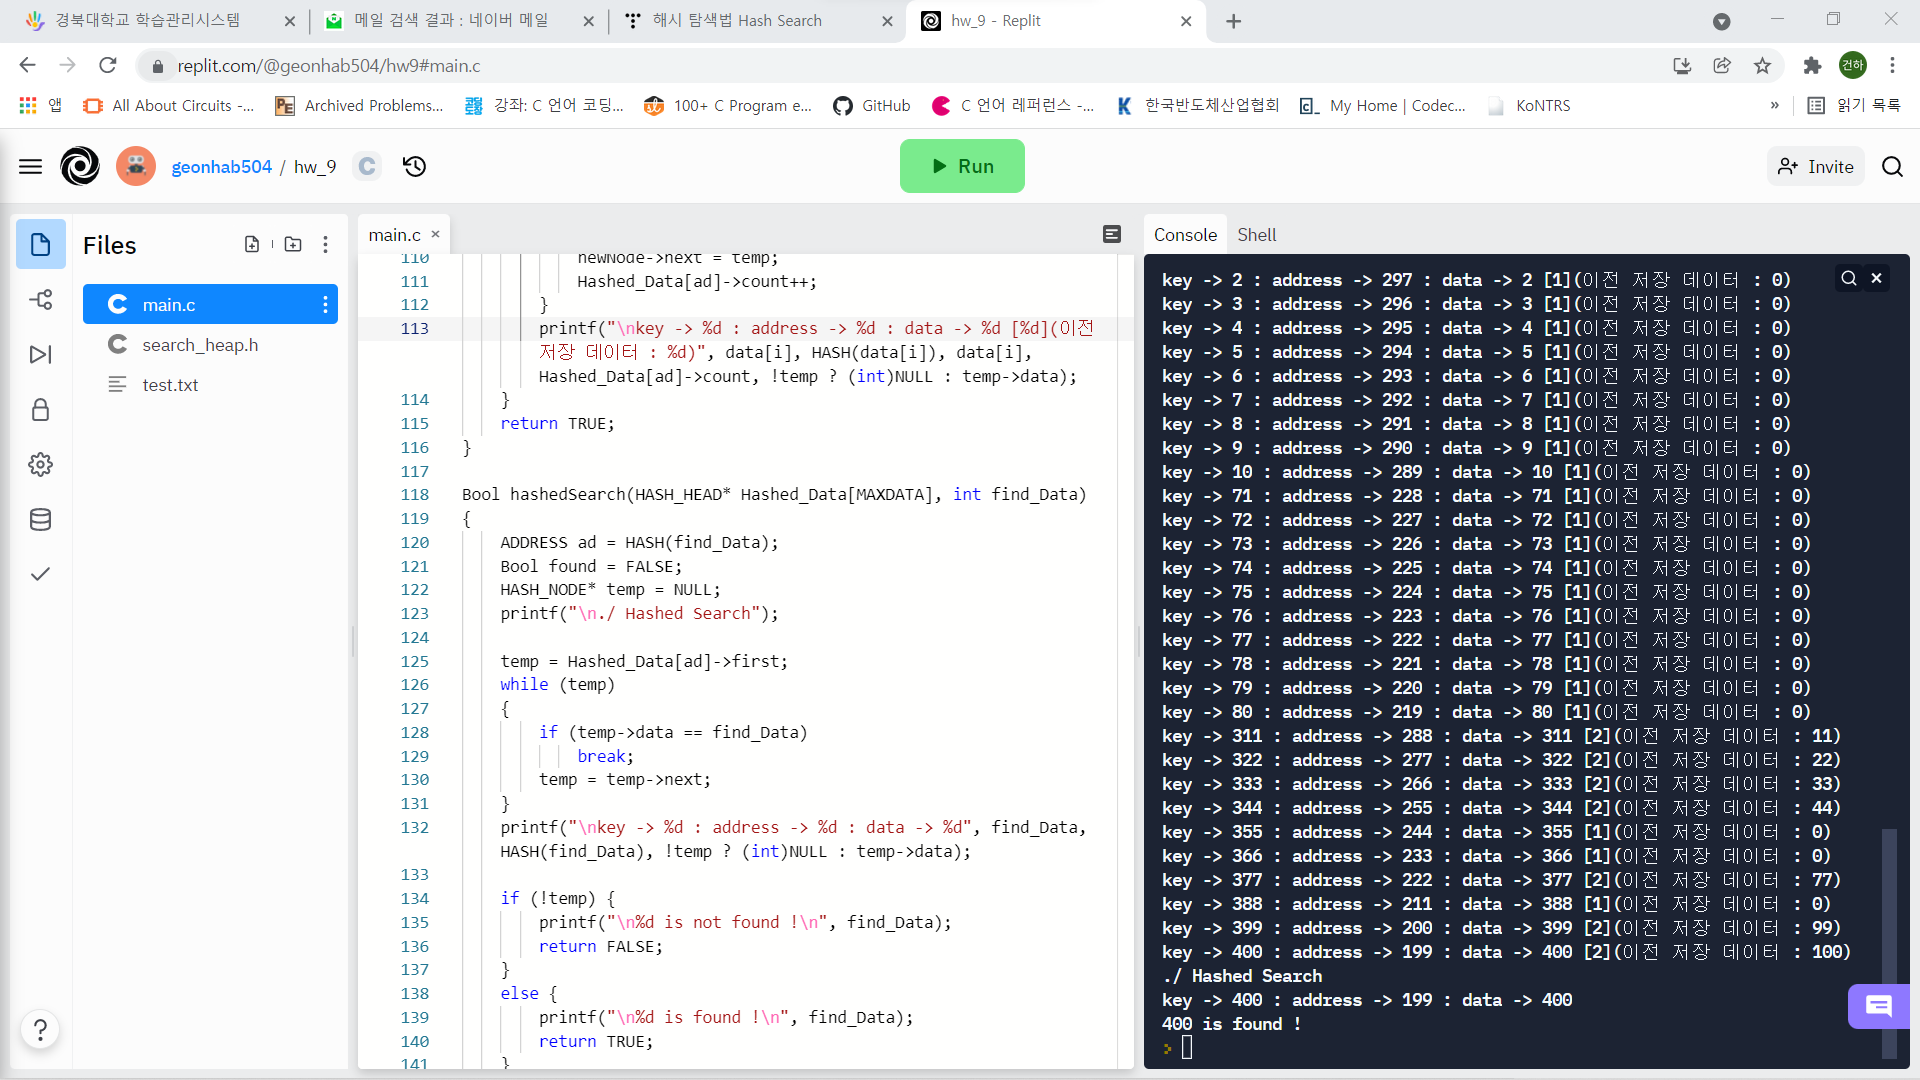 경북대학교 학습관리시스템
메일 검색 결과 : 네이버 메일
해시 탐색법 Hash Search
hw_9 - Replit
replit.com/@geonhab504/hw9#main.c
건하
앱
All About Circuits -...
Archived Problems...
강좌: C 언어 코딩...
100+ C Program e...
GitHub
C 언어 레퍼런스 -...
한국반도체산업협회
My Home | Codec...
KoNTRS
»
읽기 목록
geonhab504 / hw_9
C
Run
Invite
Files
main.c
search_heap.h
test.txt
main.c
110 newNode->next = temp;
111 Hashed_Data[ad]->count++;
112 }
113 printf("\nkey -> %d : address -> %d : data -> %d [%d](이전
저장 데이터 : %d)", data[i], HASH(data[i]), data[i],
Hashed_Data[ad]->count, !temp ? (int)NULL : temp->data);
114 }
115 return TRUE;
116 }
117
118 Bool hashedSearch(HASH_HEAD* Hashed_Data[MAXDATA], int find_Data)
119 {
120 ADDRESS ad = HASH(find_Data);
121 Bool found = FALSE;
122 HASH_NODE* temp = NULL;
123 printf("\n./ Hashed Search");
124
125 temp = Hashed_Data[ad]->first;
126 while (temp)
127 {
128 if (temp->data == find_Data)
129 break;
130 temp = temp->next;
131 }
132 printf("\nkey -> %d : address -> %d : data -> %d", find_Data,
HASH(find_Data), !temp ? (int)NULL : temp->data);
133
134 if (!temp) {
135 printf("\n%d is not found !\n", find_Data);
136 return FALSE;
137 }
138 else {
139 printf("\n%d is found !\n", find_Data);
140 return TRUE;
141 }
Console
Shell
key -> 2 : address -> 297 : data -> 2 [1](이전 저장 데이터 : 0)
key -> 3 : address -> 296 : data -> 3 [1](이전 저장 데이터 : 0)
key -> 4 : address -> 295 : data -> 4 [1](이전 저장 데이터 : 0)
key -> 5 : address -> 294 : data -> 5 [1](이전 저장 데이터 : 0)
key -> 6 : address -> 293 : data -> 6 [1](이전 저장 데이터 : 0)
key -> 7 : address -> 292 : data -> 7 [1](이전 저장 데이터 : 0)
key -> 8 : address -> 291 : data -> 8 [1](이전 저장 데이터 : 0)
key -> 9 : address -> 290 : data -> 9 [1](이전 저장 데이터 : 0)
key -> 10 : address -> 289 : data -> 10 [1](이전 저장 데이터 : 0)
key -> 71 : address -> 228 : data -> 71 [1](이전 저장 데이터 : 0)
key -> 72 : address -> 227 : data -> 72 [1](이전 저장 데이터 : 0)
key -> 73 : address -> 226 : data -> 73 [1](이전 저장 데이터 : 0)
key -> 74 : address -> 225 : data -> 74 [1](이전 저장 데이터 : 0)
key -> 75 : address -> 224 : data -> 75 [1](이전 저장 데이터 : 0)
key -> 76 : address -> 223 : data -> 76 [1](이전 저장 데이터 : 0)
key -> 77 : address -> 222 : data -> 77 [1](이전 저장 데이터 : 0)
key -> 78 : address -> 221 : data -> 78 [1](이전 저장 데이터 : 0)
key -> 79 : address -> 220 : data -> 79 [1](이전 저장 데이터 : 0)
key -> 80 : address -> 219 : data -> 80 [1](이전 저장 데이터 : 0)
key -> 311 : address -> 288 : data -> 311 [2](이전 저장 데이터 : 11)
key -> 322 : address -> 277 : data -> 322 [2](이전 저장 데이터 : 22)
key -> 333 : address -> 266 : data -> 333 [2](이전 저장 데이터 : 33)
key -> 344 : address -> 255 : data -> 344 [2](이전 저장 데이터 : 44)
key -> 355 : address -> 244 : data -> 355 [1](이전 저장 데이터 : 0)
key -> 366 : address -> 233 : data -> 366 [1](이전 저장 데이터 : 0)
key -> 377 : address -> 222 : data -> 377 [2](이전 저장 데이터 : 77)
key -> 388 : address -> 211 : data -> 388 [1](이전 저장 데이터 : 0)
key -> 399 : address -> 200 : data -> 399 [2](이전 저장 데이터 : 99)
key -> 400 : address -> 199 : data -> 400 [2](이전 저장 데이터 : 100)
./ Hashed Search
key -> 400 : address -> 199 : data -> 400
400 is found !